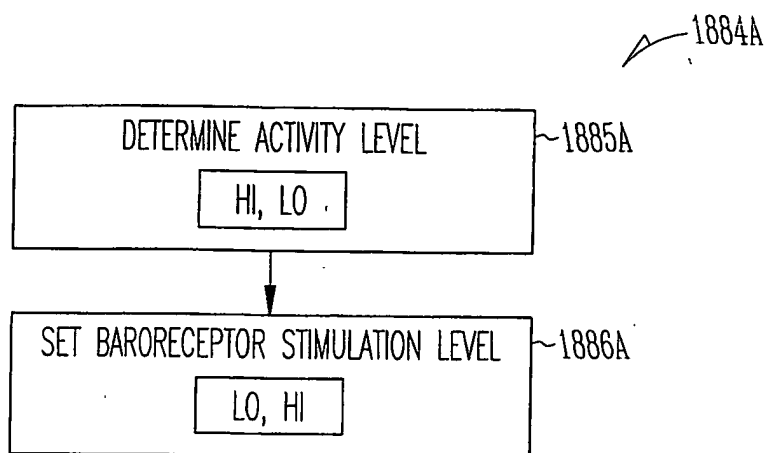 1884A
DETERMINE ACTIVITY LEVEL
1885A
HI, LO
SET BARORECEPTOR STIMULATION LEVEL
1886A
LO, HI